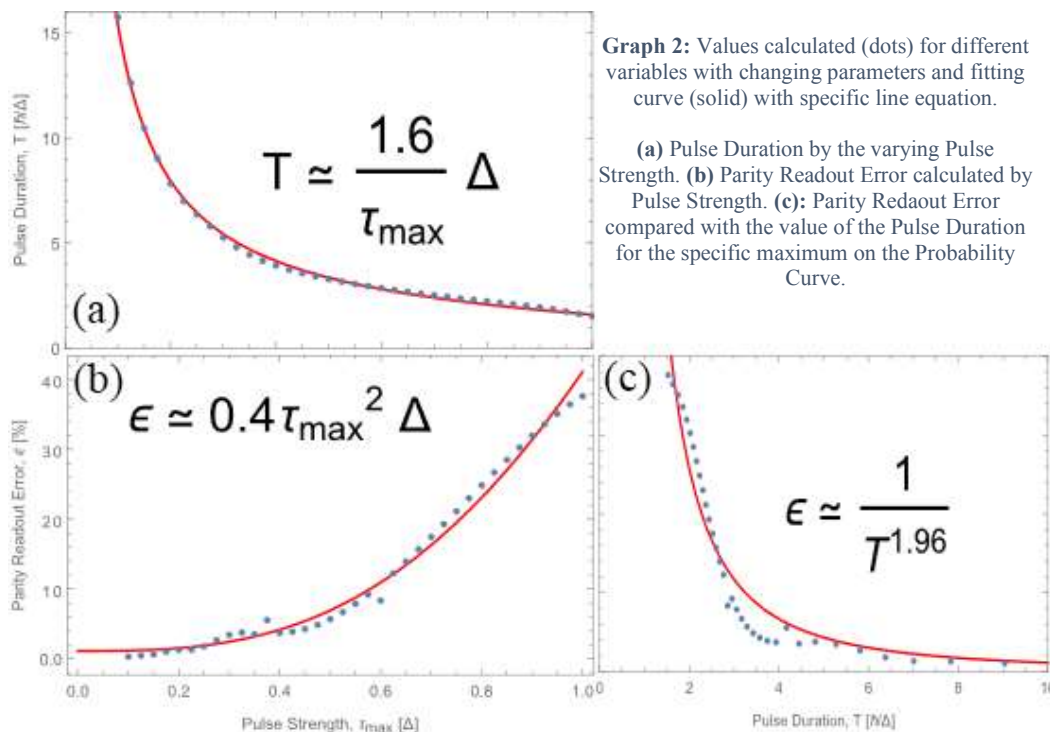 Graph 2: Values calculated (dots) for different
variables with changing parameters and fitting
curve (solid) with specific line equation.
(a) Pulse Duration by the varying Pulse
Strength. (b) Parity Readout Error calculated by
Pulse Strength. (c): Parity Redaout Error
compared with the value of the Pulse Duration
for the specific maximum on the Probability
Curve.
Pulse Duration, T [ℏ/Δ]
15
10
5
0
T ≃ 1.6/τmax Δ
(a)
(b)
ϵ ≃ 0.4τmax² Δ
Parity Readout Error, ϵ [%]
40
30
20
10
0.0
0.0 0.2 0.4 0.6 0.8 1.0
Pulse Strength, τmax [Δ]
(c)
ϵ ≃ 1/T^1.96
0 2 4 6 8 10
Pulse Duration, T [ℏ/Δ]